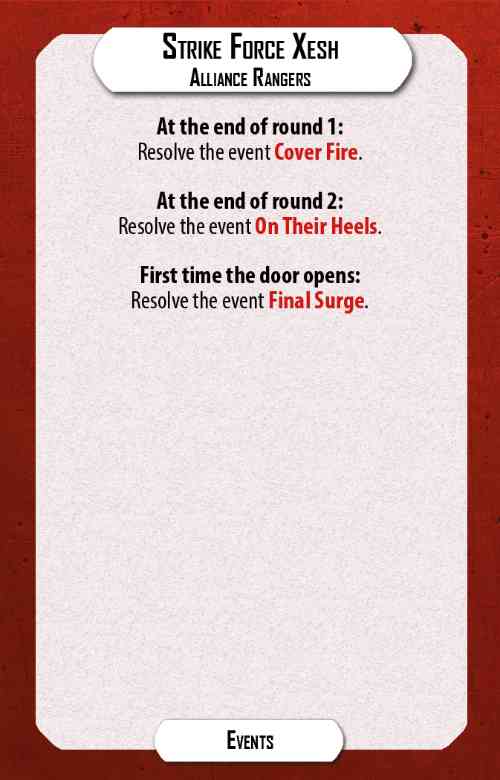 Strike Force Xesh
Alliance Rangers
At the end of round 1:
Resolve the event Cover Fire.
At the end of round 2:
Resolve the event On Their Heels.
First time the door opens:
Resolve the event Final Surge.
Events